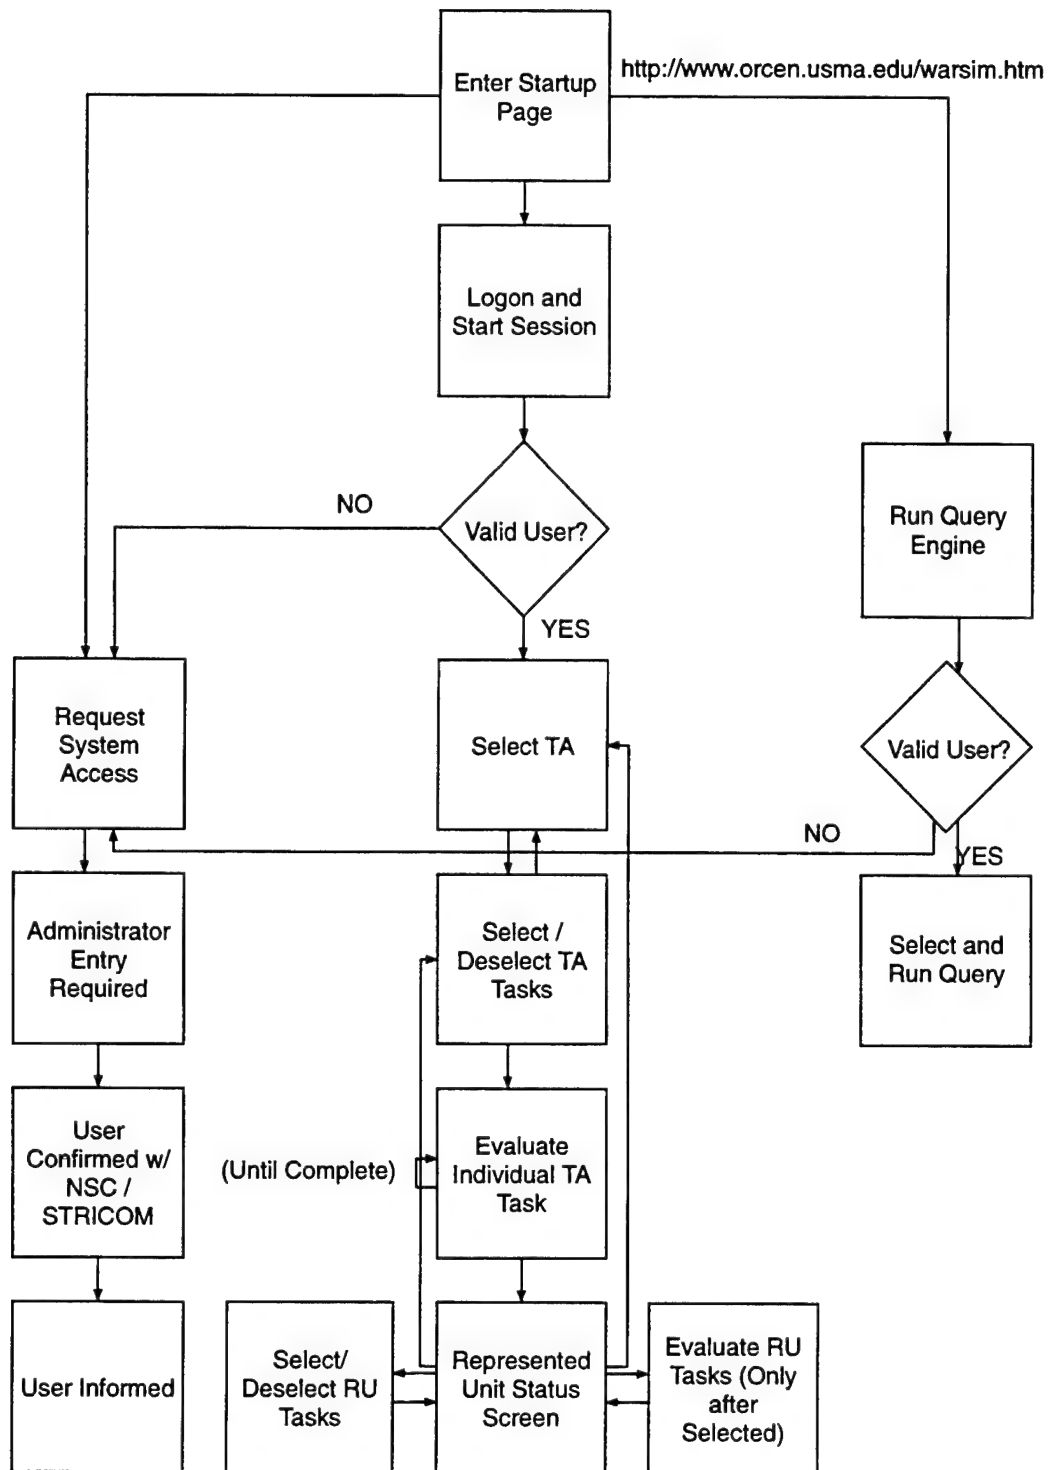 Enter Startup
Page
http://www.orcen.usma.edu/warsim.htm
Logon and
Start Session
NO
Valid User?
YES
Run Query
Engine
Request
System
Access
Select TA
Valid User?
NO
YES
Administrator
Entry
Required
Select /
Deselect TA
Tasks
Select and
Run Query
User
Confirmed w/
NSC /
STRICOM
(Until Complete)
Evaluate
Individual TA
Task
User Informed
Select/
Deselect RU
Tasks
Represented
Unit Status
Screen
Evaluate RU
Tasks (Only
after
Selected)